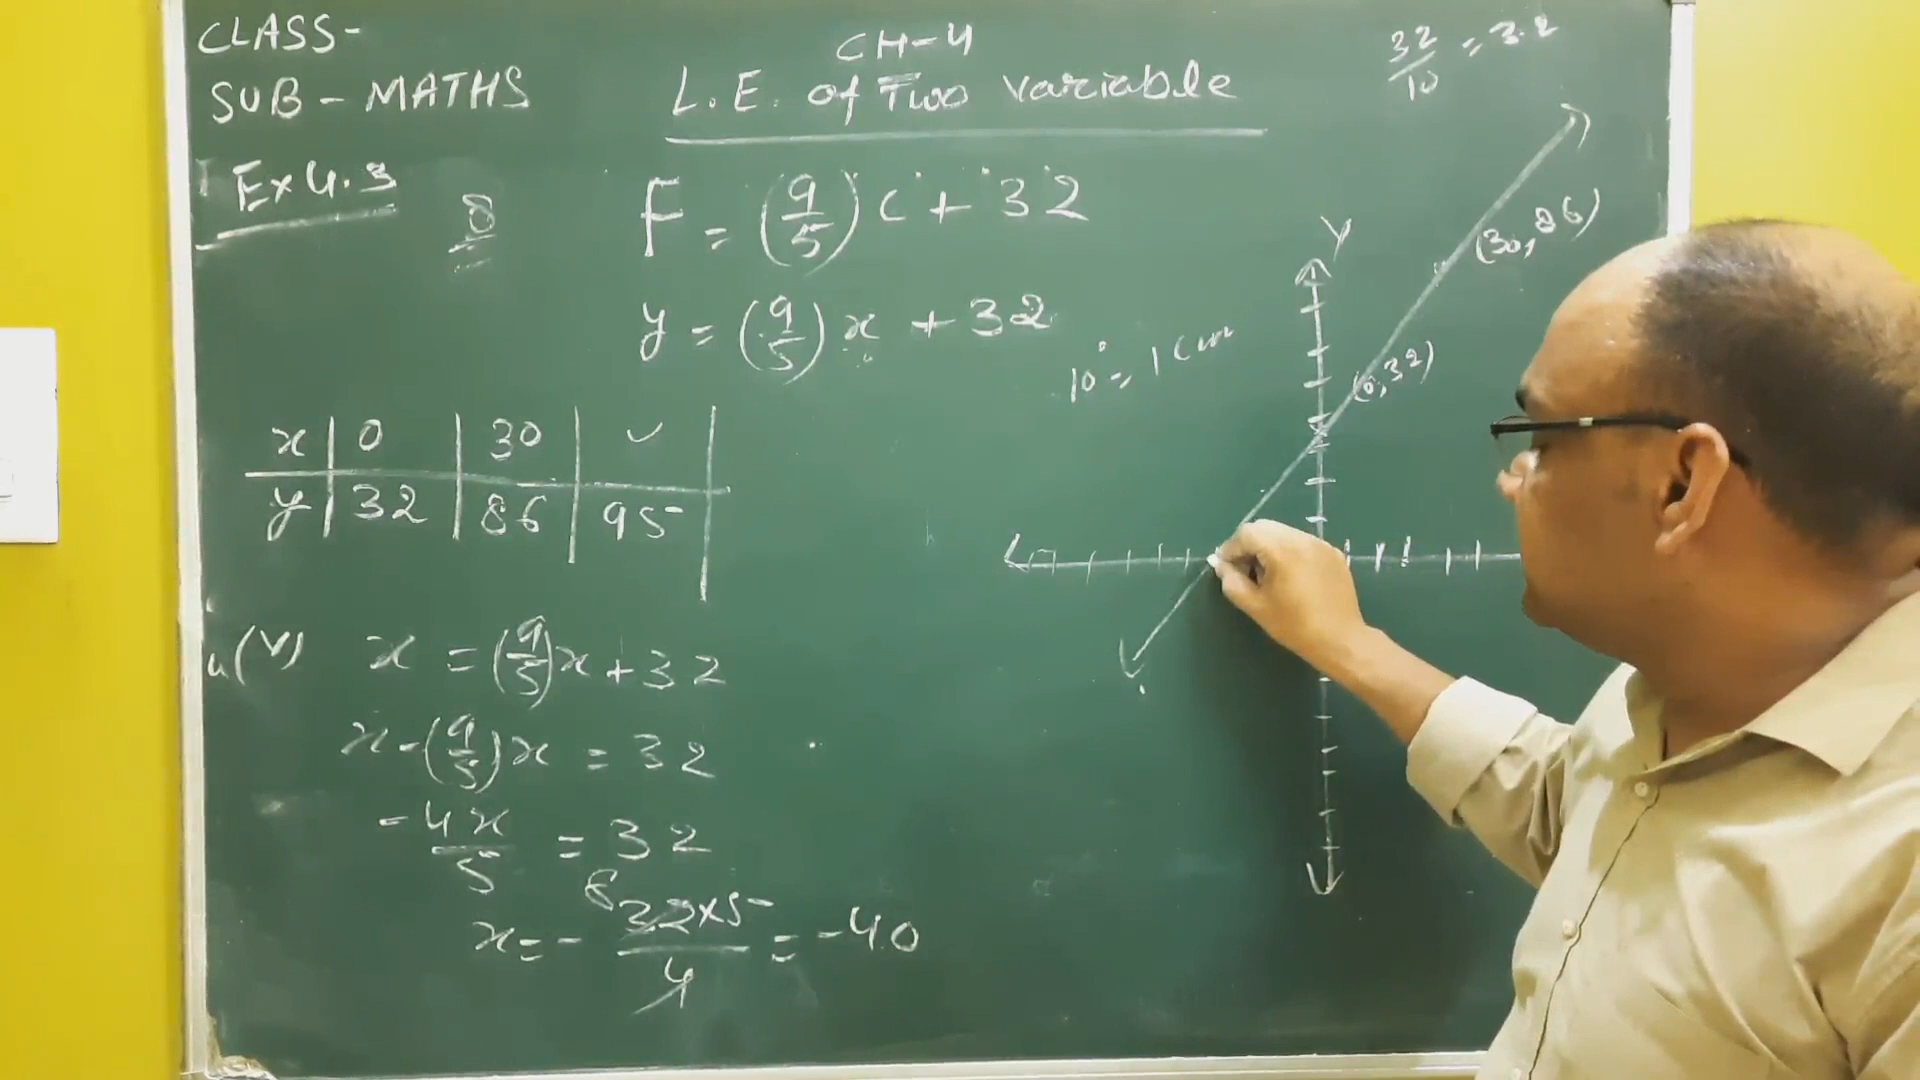 CLASS-
SUB - MATHS
CH-4
L.E. of Two variable
32/10 = 3.2
Ex 4.3
8
F = (9/5) C + 32
y = (9/5) x + 32
10° = 1 cm
x | 0 | 30 | ✓ |
y | 32 | 86 | 95 |
(V) x = (9/5)x + 32
x - (9/5)x = 32
-4x/5 = 32
x = - 8 32×5/4 = -40
Y
(30, 86)
(0, 32)